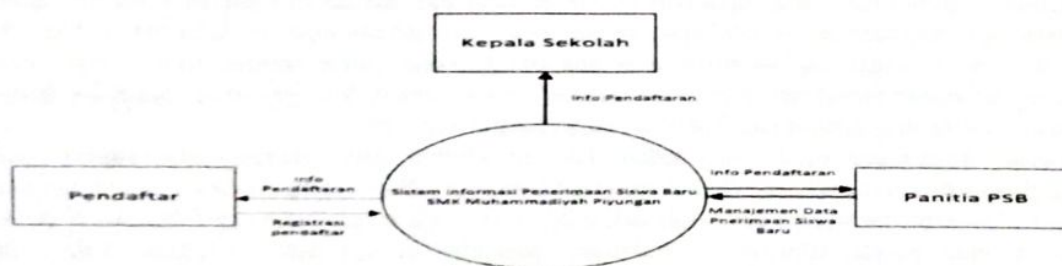 Kepala Sekolah
Info Pendaftaran
Pendaftar
Info
Pendaftaran
Registrasi
pendaftar
Sistem Informasi Penerimaan Siswa Baru
SMK Muhammadiyah Piyungan
Info Pendaftaran
Manajemen Data
Pnerimaan Siswa
Baru
Panitia PSB